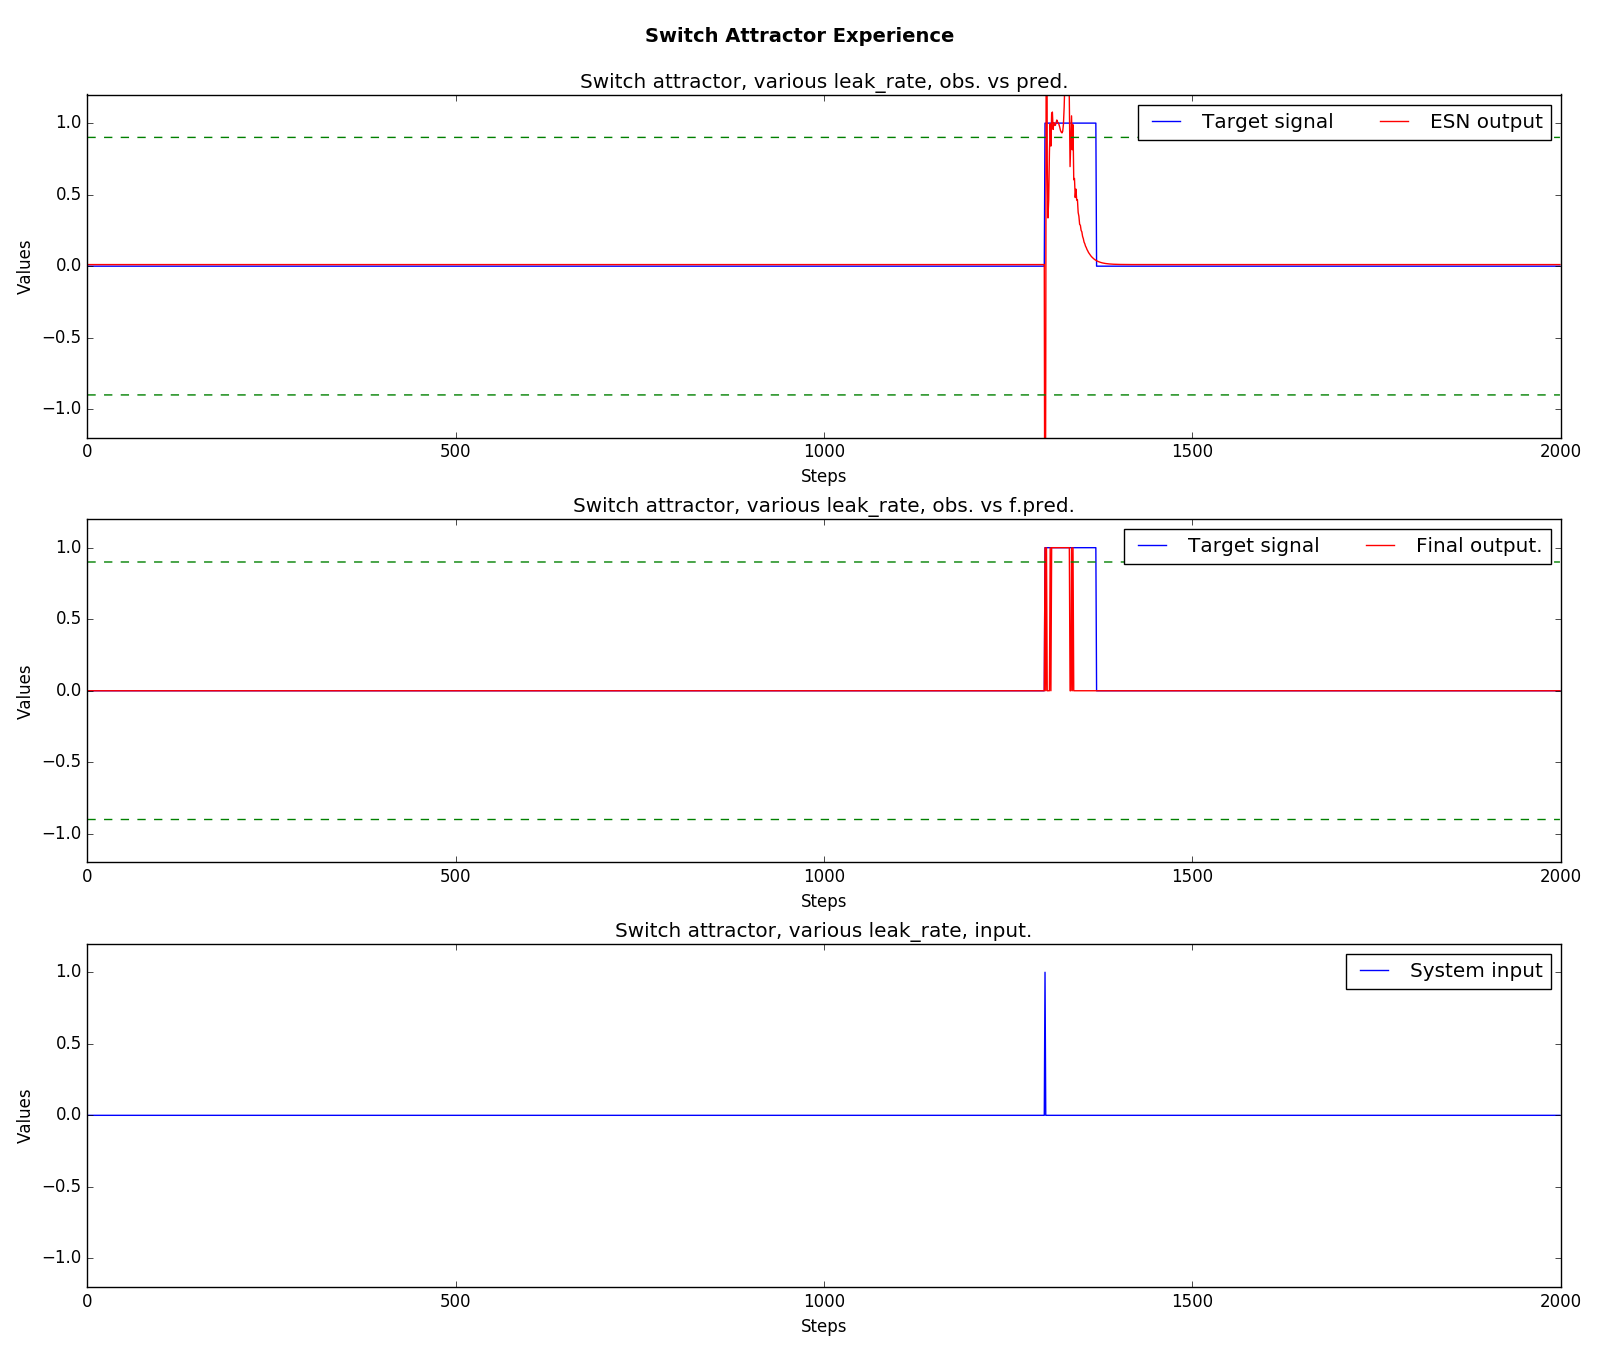 Switch Attractor Experience
Switch attractor, various leak_rate, obs. vs pred.
Target signal ESN output
1.0
0.5
0.0
−0.5
−1.0
Values
0 500 1000 1500 2000
Steps
Switch attractor, various leak_rate, obs. vs f.pred.
Target signal Final output.
1.0
0.5
0.0
−0.5
−1.0
Values
0 500 1000 1500 2000
Steps
Switch attractor, various leak_rate, input.
System input
1.0
0.5
0.0
−0.5
−1.0
Values
0 500 1000 1500 2000
Steps